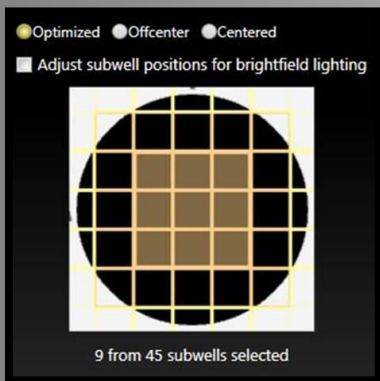 Optimized Offcenter Centered
Adjust subwell positions for brightfield lighting
9 from 45 subwells selected